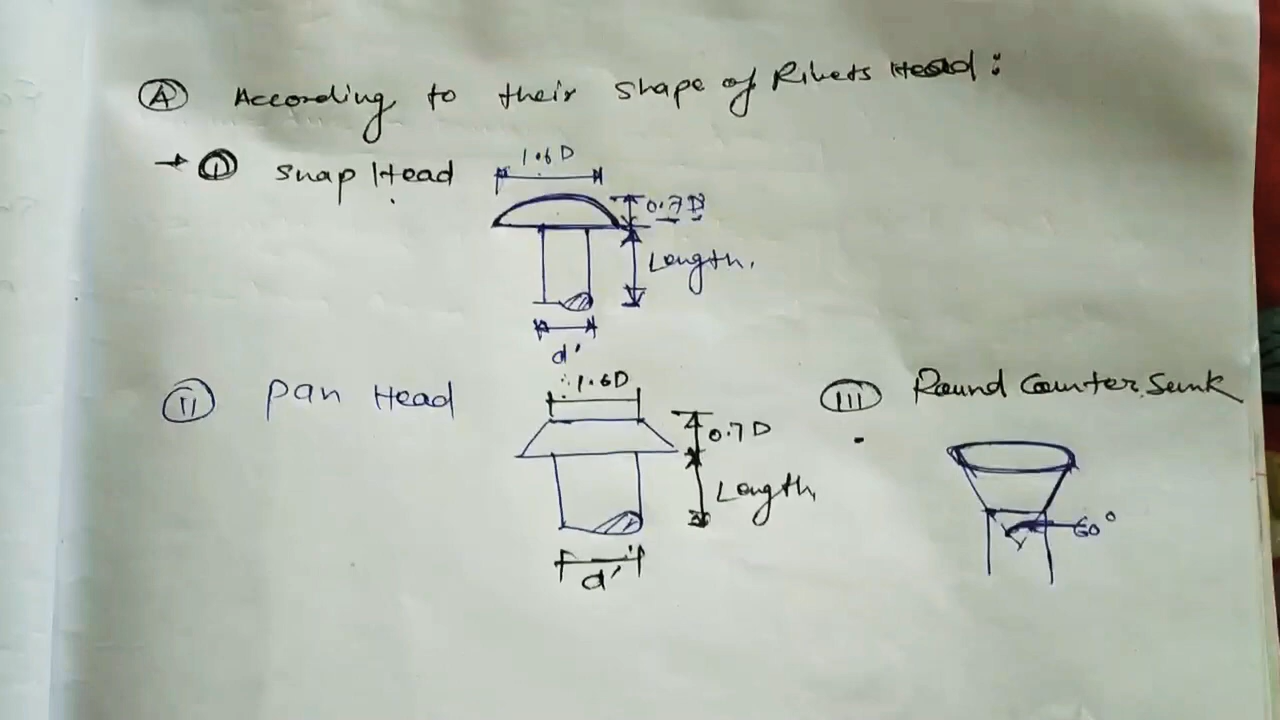 A According to their shape of Rivets Head:
→ I Snap Head
1.6D
0.7D
Length.
d'
II Pan Head
1.6D
0.7D
Length,
d'
III Round Counter Sunk
60°